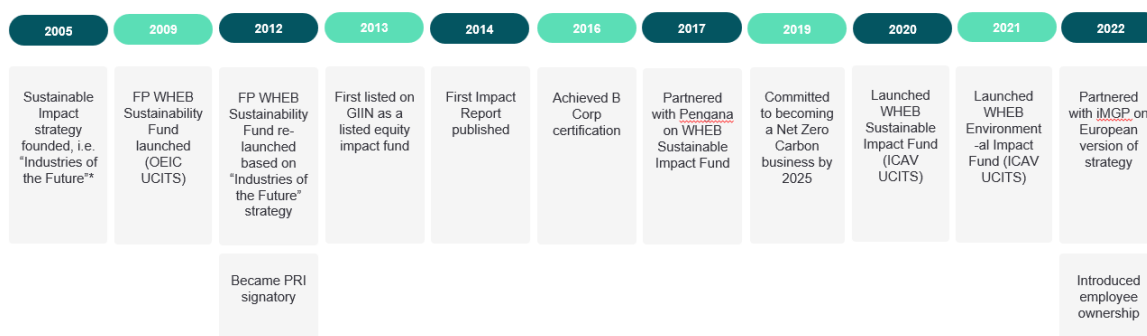 2005
2009
2012
2013
2014
2016
2017
2019
2020
2021
2022
Sustainable
Impact
strategy
founded, i.e.
“Industries of
the Future”*
FP WHEB
Sustainability
Fund
launched
(OEIC
UCITS)
FP WHEB
Sustainability
Fund re-
launched
based on
“Industries of
the Future”
strategy
First listed on
GIIN as a
listed equity
impact fund
First Impact
Report
published
Achieved B
Corp
certification
Partnered
with Pengana
on WHEB
Sustainable
Impact Fund
Committed
to becoming
a Net Zero
Carbon
business by
2025
Launched
WHEB
Sustainable
Impact Fund
(ICAV
UCITS)
Launched
WHEB
Environment
-al Impact
Fund (ICAV
UCITS)
Partnered
with iMGP on
European
version of
strategy
Became PRI
signatory
Introduced
employee
ownership